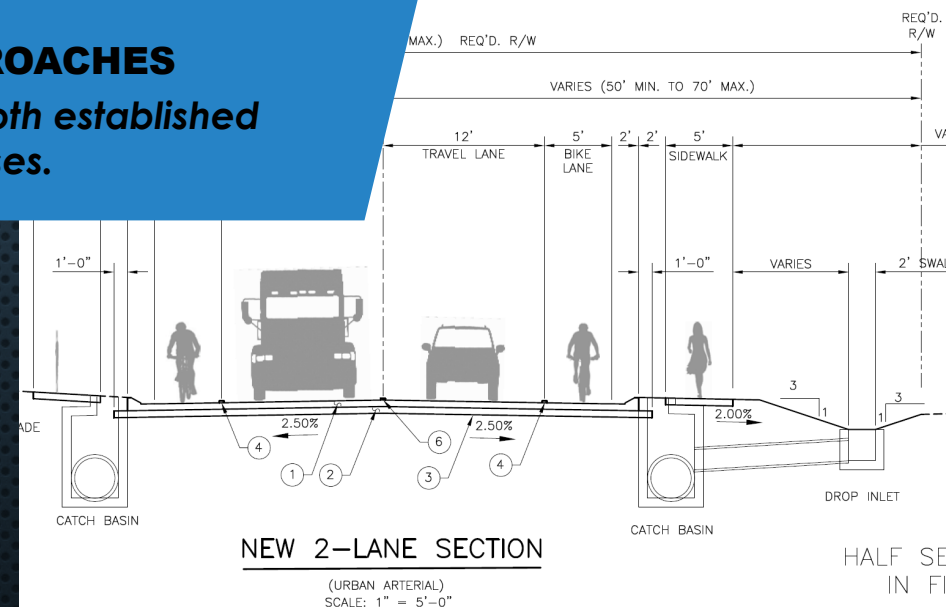 ROACHES
oth established
ses.
MAX.) REQ'D. R/W
REQ'D.
R/W
VARIES (50' MIN. TO 70' MAX.)
12'
TRAVEL LANE
5'
BIKE
LANE
2'
2'
5'
SIDEWALK
VA
1'-0"
1'-0"
VARIES
2' SWAL
3
1
1
3
ADE
2.50%
2.50%
2.00%
4
1
2
6
3
4
CATCH BASIN
CATCH BASIN
DROP INLET
NEW 2-LANE SECTION
(URBAN ARTERIAL)
SCALE: 1" = 5'-0"
HALF SE
IN FI